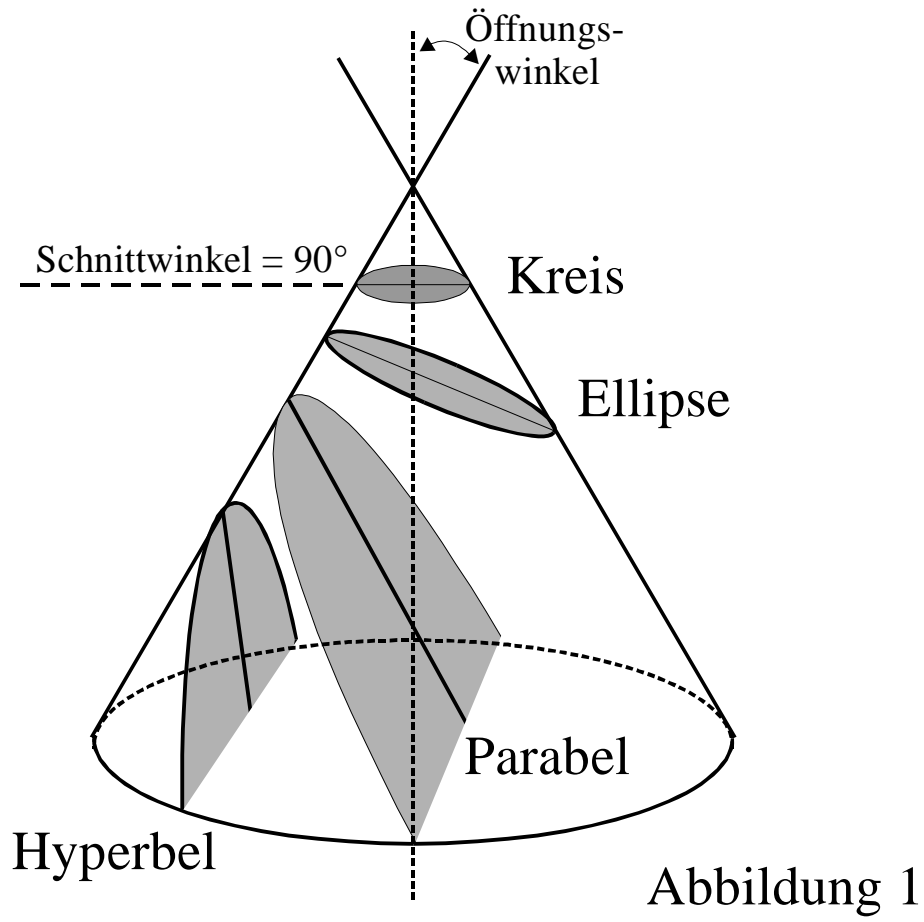 Öffnungs-
winkel
Schnittwinkel = 90°
Kreis
Ellipse
Parabel
Hyperbel
Abbildung 1